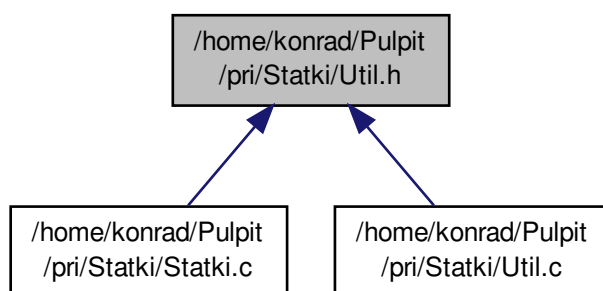 /home/konrad/Pulpit
/pri/Statki/Util.h
/home/konrad/Pulpit
/pri/Statki/Statki.c
/home/konrad/Pulpit
/pri/Statki/Util.c